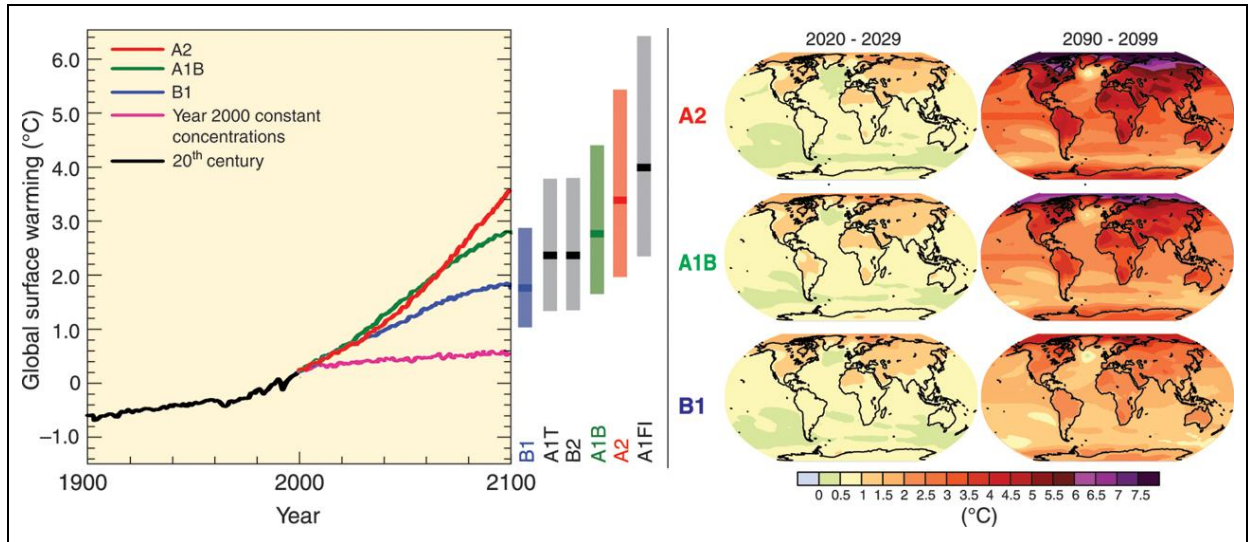 6.0
5.0
4.0
3.0
2.0
1.0
0
–1.0
Global surface warming (°C)
A2
A1B
B1
Year 2000 constant
concentrations
20th century
1900
2000
2100
Year
B1
A1T
B2
A1B
A2
A1FI
2020 - 2029
2090 - 2099
A2
A1B
B1
0 0.5 1 1.5 2 2.5 3 3.5 4 4.5 5 5.5 6 6.5 7 7.5
(°C)